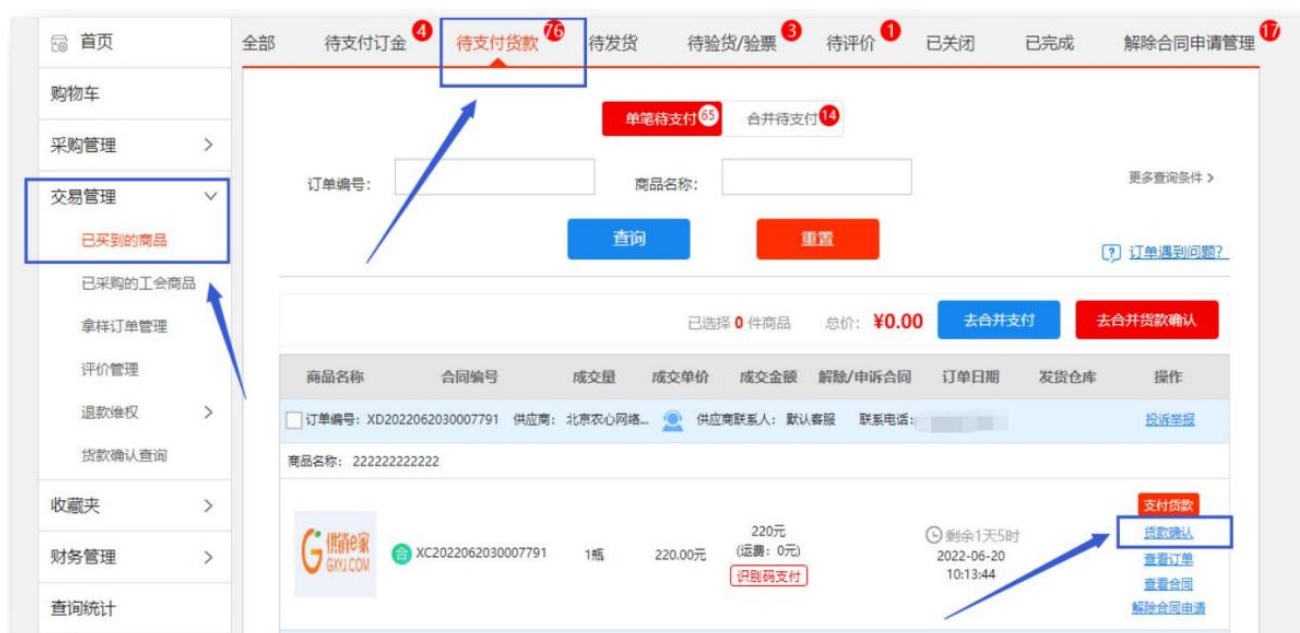 首页
全部 待支付订金 4 待支付货款 76 待发货 待验货/验票 3 待评价 1 已关闭 已完成 解除合同申请管理 17
购物车
采购管理
交易管理
已买到的商品
已采购的工会商品
拿样订单管理
评价管理
退款维权
货款确认查询
收藏夹
财务管理
查询统计
单笔待支付 65 合并待支付 14
订单编号: 商品名称: 更多查询条件
查询 重置
? 订单遇到问题?
已选择 0 件商品 总价: ¥0.00 去合并支付 去合并货款确认
商品名称 合同编号 成交量 成交单价 成交金额 解除/申诉合同 订单日期 发货仓库 操作
订单编号: XD2022062030007791 供应商: 北京农心网络... 供应商联系人: 默认客服 联系电话: 投诉举报
商品名称: 222222222222
供销e家
GXYJ.COM
合 XC2022062030007791 1瓶 220.00元
220元
(运费: 0元)
识别码支付
剩余1天5时
2022-06-20
10:13:44
支付货款
货款确认
查看订单
查看合同
解除合同申请